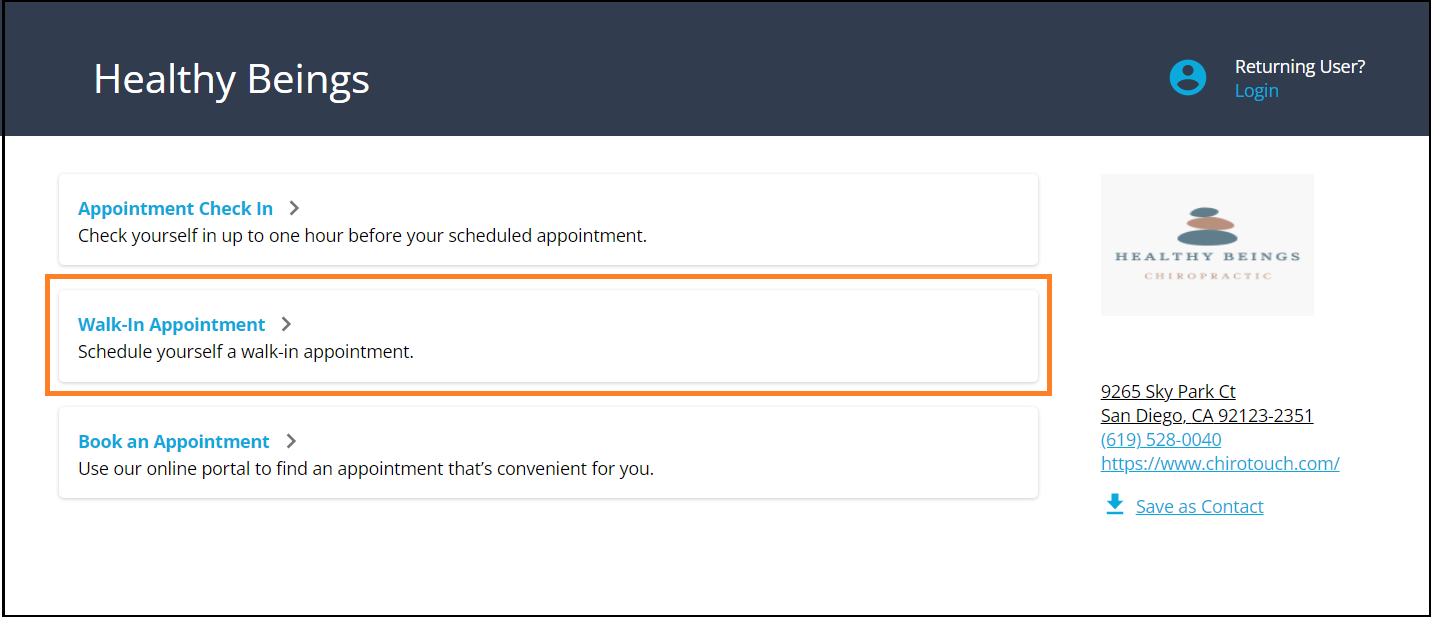 Healthy Beings
Returning User?
Login
Appointment Check In
Check yourself in up to one hour before your scheduled appointment.
Walk-In Appointment
Schedule yourself a walk-in appointment.
Book an Appointment
Use our online portal to find an appointment that’s convenient for you.
HEALTHY BEINGS
CHIROPRACTIC
9265 Sky Park Ct
San Diego, CA 92123-2351
(619) 528-0040
https://www.chirotouch.com/
Save as Contact